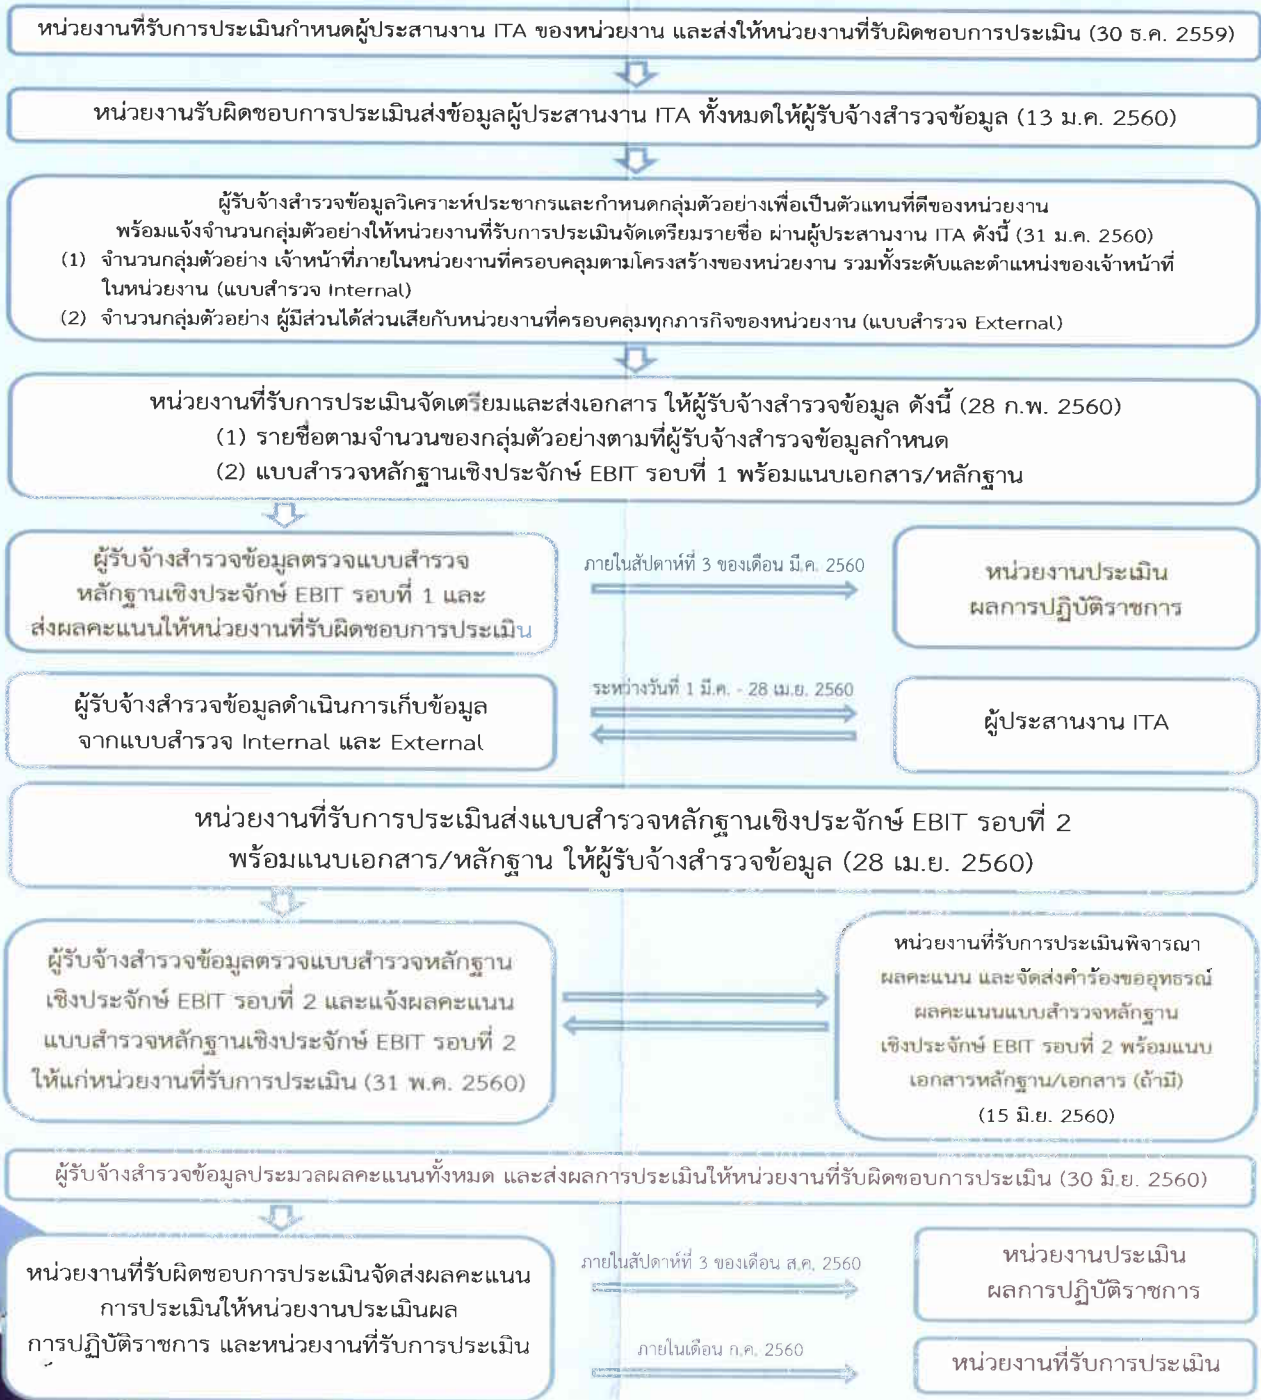 หน่วยงานที่รับการประเมินกำหนดผู้ประสานงาน ITA ของหน่วยงาน และส่งให้หน่วยงานที่รับผิดชอบการประเมิน (30 ธ.ค. 2559)
หน่วยงานรับผิดชอบการประเมินส่งข้อมูลผู้ประสานงาน ITA ทั้งหมดให้ผู้รับจ้างสำรวจข้อมูล (13 ม.ค. 2560)
ผู้รับจ้างสำรวจข้อมูลวิเคราะห์ประชากรและกำหนดกลุ่มตัวอย่างเพื่อเป็นตัวแทนที่ดีของหน่วยงาน
พร้อมแจ้งจำนวนกลุ่มตัวอย่างให้หน่วยงานที่รับการประเมินจัดเตรียมรายชื่อ ผ่านผู้ประสานงาน ITA ดังนี้ (31 ม.ค. 2560)
(1) จำนวนกลุ่มตัวอย่าง เจ้าหน้าที่ภายในหน่วยงานที่ครอบคลุมตามโครงสร้างของหน่วยงาน รวมทั้งระดับและตำแหน่งของเจ้าหน้าที่
ในหน่วยงาน (แบบสำรวจ Internal)
(2) จำนวนกลุ่มตัวอย่าง ผู้มีส่วนได้ส่วนเสียกับหน่วยงานที่ครอบคลุมทุกภารกิจของหน่วยงาน (แบบสำรวจ External)
หน่วยงานที่รับการประเมินจัดเตรียมและส่งเอกสาร ให้ผู้รับจ้างสำรวจข้อมูล ดังนี้ (28 ก.พ. 2560)
(1) รายชื่อตามจำนวนของกลุ่มตัวอย่างตามที่ผู้รับจ้างสำรวจข้อมูลกำหนด
(2) แบบสำรวจหลักฐานเชิงประจักษ์ EBIT รอบที่ 1 พร้อมแนบเอกสาร/หลักฐาน
ผู้รับจ้างสำรวจข้อมูลตรวจแบบสำรวจ
หลักฐานเชิงประจักษ์ EBIT รอบที่ 1 และ
ส่งผลคะแนนให้หน่วยงานที่รับผิดชอบการประเมิน
ภายในสัปดาห์ที่ 3 ของเดือน มี.ค. 2560
หน่วยงานประเมิน
ผลการปฏิบัติราชการ
ผู้รับจ้างสำรวจข้อมูลดำเนินการเก็บข้อมูล
จากแบบสำรวจ Internal และ External
ระหว่างวันที่ 1 มี.ค. - 28 เม.ย. 2560
ผู้ประสานงาน ITA
หน่วยงานที่รับการประเมินส่งแบบสำรวจหลักฐานเชิงประจักษ์ EBIT รอบที่ 2
พร้อมแนบเอกสาร/หลักฐาน ให้ผู้รับจ้างสำรวจข้อมูล (28 เม.ย. 2560)
ผู้รับจ้างสำรวจข้อมูลตรวจแบบสำรวจหลักฐาน
เชิงประจักษ์ EBIT รอบที่ 2 และแจ้งผลคะแนน
แบบสำรวจหลักฐานเชิงประจักษ์ EBIT รอบที่ 2
ให้แก่หน่วยงานที่รับการประเมิน (31 พ.ค. 2560)
หน่วยงานที่รับการประเมินพิจารณา
ผลคะแนน และจัดส่งคำร้องขออุทธรณ์
ผลคะแนนแบบสำรวจหลักฐาน
เชิงประจักษ์ EBIT รอบที่ 2 พร้อมแนบ
เอกสารหลักฐาน/เอกสาร (ถ้ามี)
(15 มิ.ย. 2560)
ผู้รับจ้างสำรวจข้อมูลประมวลผลคะแนนทั้งหมด และส่งผลการประเมินให้หน่วยงานที่รับผิดชอบการประเมิน (30 มิ.ย. 2560)
หน่วยงานที่รับผิดชอบการประเมินจัดส่งผลคะแนน
การประเมินให้หน่วยงานประเมินผล
การปฏิบัติราชการ และหน่วยงานที่รับการประเมิน
ภายในสัปดาห์ที่ 3 ของเดือน ส.ค. 2560
หน่วยงานประเมิน
ผลการปฏิบัติราชการ
ภายในเดือน ก.ค. 2560
หน่วยงานที่รับการประเมิน